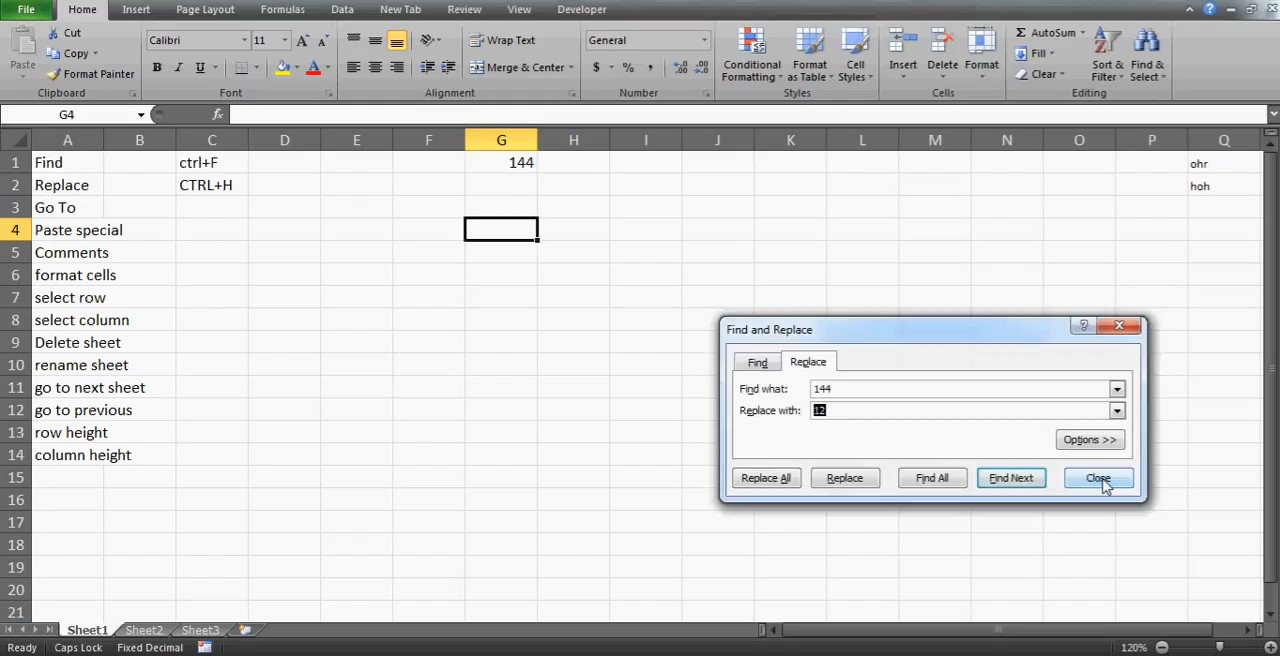 File Home Insert Page Layout Formulas Data New Tab Review View Developer
Paste Cut Calibri 11 Wrap Text General Conditional Format Cell Insert Delete Format AutoSum Sort & Find &
Copy Formatting as Table Styles Fill Filter Select
Format Painter B I U A Merge & Center $ % , Clear
Clipboard Font Alignment Number Styles Cells Editing
G4 fx
A B C D E F G H I J K L M N O P Q
1 Find ctrl+F 144 ohr
2 Replace CTRL+H hoh
3 Go To
4 Paste special
5 Comments
6 format cells
7 select row
8 select column
9 Delete sheet
10 rename sheet
11 go to next sheet
12 go to previous
13 row height
14 column height
15
16
17
18
19
20
21
Find and Replace
Find Replace
Find what: 144
Replace with: 12
Options >>
Replace All Replace Find All Find Next Close
Sheet1 Sheet2 Sheet3
Ready Caps Lock Fixed Decimal 120%